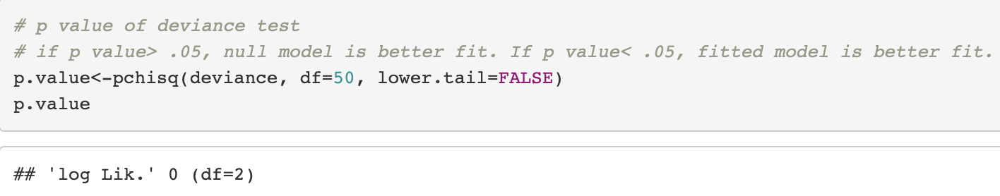 # p value of deviance test
# if p value> .05, null model is better fit. If p value< .05, fitted model is better fit.
p.value<-pchisq(deviance, df=50, lower.tail=FALSE)
p.value
## 'log Lik.' 0 (df=2)